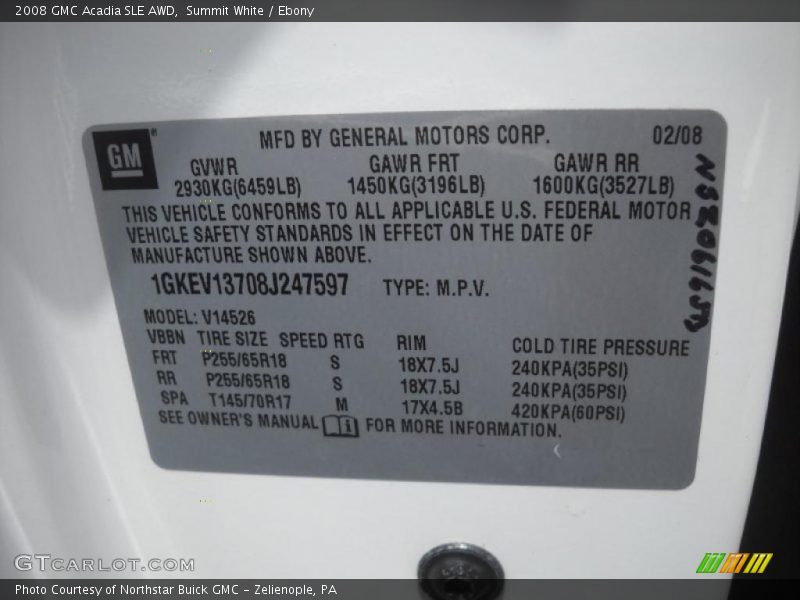 2008 GMC Acadia SLE AWD, Summit White / Ebony
GM
MFD BY GENERAL MOTORS CORP. 02/08
GVWR GAWR FRT GAWR RR
2930KG(6459LB) 1450KG(3196LB) 1600KG(3527LB)
THIS VEHICLE CONFORMS TO ALL APPLICABLE U.S. FEDERAL MOTOR
VEHICLE SAFETY STANDARDS IN EFFECT ON THE DATE OF
MANUFACTURE SHOWN ABOVE.
1GKEV13708J247597 TYPE: M.P.V.
MODEL: V14526
VBBN TIRE SIZE SPEED RTG RIM COLD TIRE PRESSURE
FRT P255/65R18 S 18X7.5J 240KPA(35PSI)
RR P255/65R18 S 18X7.5J 240KPA(35PSI)
SPA T145/70R17 M 17X4.5B 420KPA(60PSI)
SEE OWNER'S MANUAL FOR MORE INFORMATION.
GTCARLOT.COM
Photo Courtesy of Northstar Buick GMC - Zelienople, PA